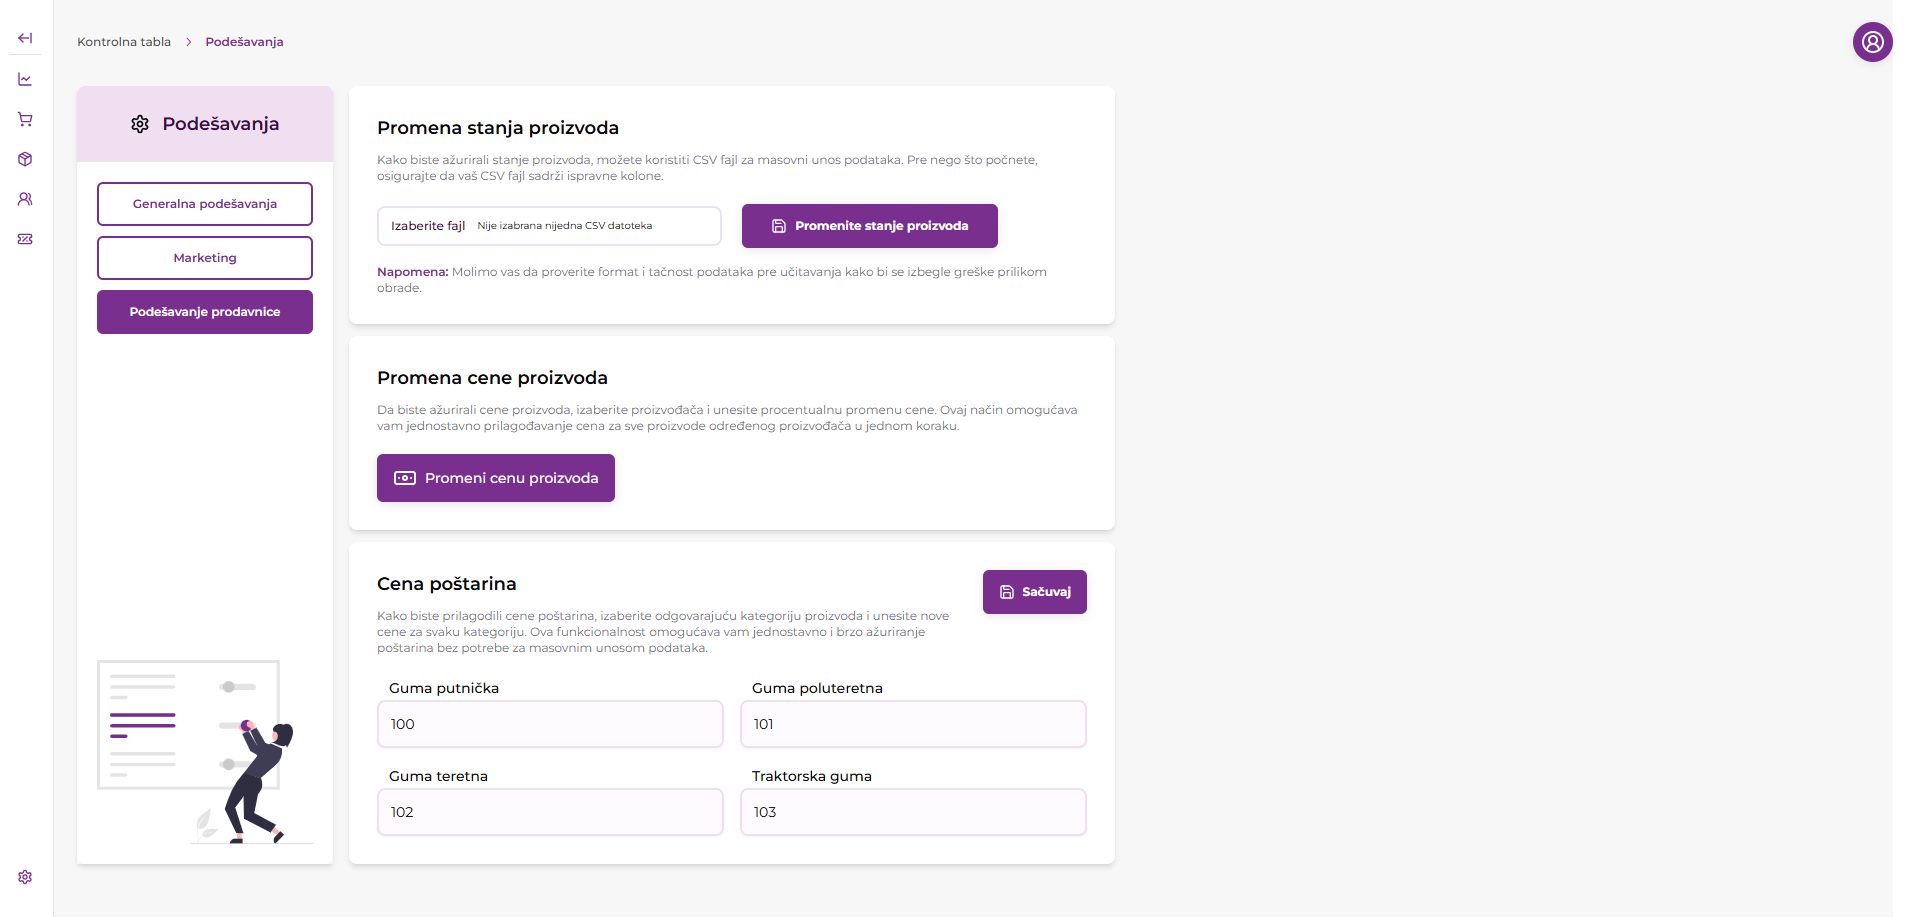 Kontrolna tabla
Podešavanja
Podešavanja
Generalna podešavanja
Marketing
Podešavanje prodavnice
Promena stanja proizvoda
Kako biste ažurirali stanje proizvoda, možete koristiti CSV fajl za masovni unos podataka. Pre nego što počnete,
osigurajte da vaš CSV fajl sadrži ispravne kolone.
Izaberite fajl Nije izabrana nijedna CSV datoteka
Promenite stanje proizvoda
Napomena: Molimo vas da proverite format i tačnost podataka pre učitavanja kako bi se izbegle greške prilikom
obrade.
Promena cene proizvoda
Da biste ažurirali cene proizvoda, izaberite proizvođača i unesite procentualnu promenu cene. Ovaj način omogućava
vam jednostavno prilagođavanje cena za sve proizvode određenog proizvođača u jednom koraku.
Promeni cenu proizvoda
Cena poštarina
Sačuvaj
Kako biste prilagodili cene poštarina, izaberite odgovarajuću kategoriju proizvoda i unesite nove
cene za svaku kategoriju. Ova funkcionalnost omogućava vam jednostavno i brzo ažuriranje
poštarina bez potrebe za masovnim unosom podataka.
Guma putnička
100
Guma poluteretna
101
Guma teretna
102
Traktorska guma
103